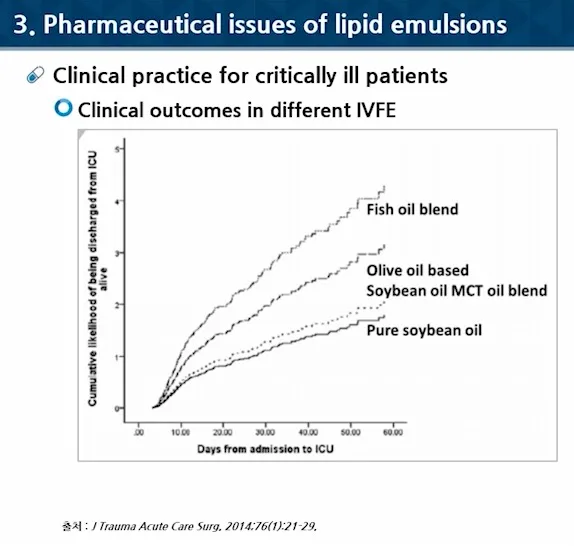 3. Pharmaceutical issues of lipid emulsions
Clinical practice for critically ill patients
Clinical outcomes in different IVFE
Cumulative likelihood of being discharged from ICU
alive
5
4
3
2
1
0
Fish oil blend
Olive oil based
Soybean oil MCT oil blend
Pure soybean oil
.00 10.00 20.00 30.00 40.00 50.00 60.00
Days from admission to ICU
출처 : J Trauma Acute Care Surg. 2014;76(1):21-29.